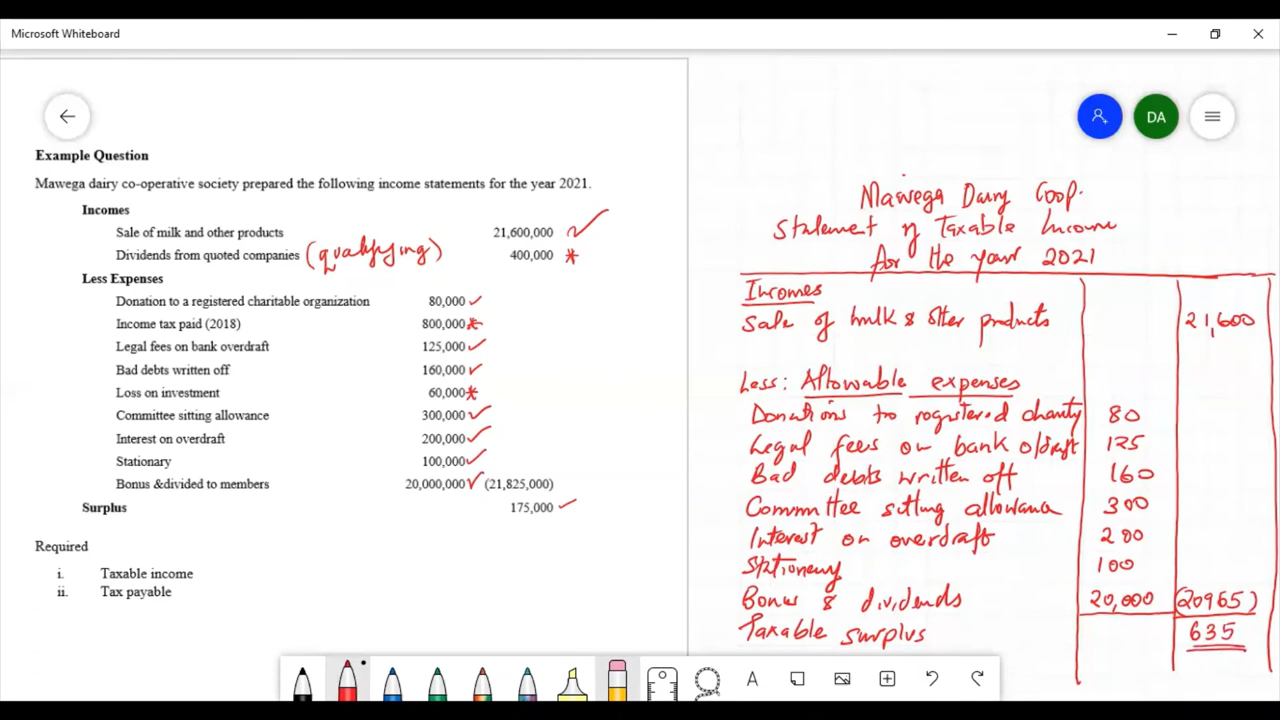 Microsoft Whiteboard
DA
Example Question
Mawega dairy co-operative society prepared the following income statements for the year 2021.
Incomes
Sale of milk and other products 21,600,000
Dividends from quoted companies (qualifying) 400,000
Less Expenses
Donation to a registered charitable organization 80,000
Income tax paid (2018) 800,000
Legal fees on bank overdraft 125,000
Bad debts written off 160,000
Loss on investment 60,000
Committee sitting allowance 300,000
Interest on overdraft 200,000
Stationary 100,000
Bonus &divided to members 20,000,000 (21,825,000)
Surplus 175,000
Required
i. Taxable income
ii. Tax payable
Mawega Dairy Coop.
Statement of Taxable Income
for the year 2021
Incomes
Sale of milk & other products 21,600
Less: Allowable expenses
Donations to registered charity 80
Legal fees on bank o/draft 125
Bad debts written off 160
Committee sitting allowance 300
Interest on overdraft 200
Stationery 100
Bonus & dividends 20,000 (20965)
Taxable surplus 635
A